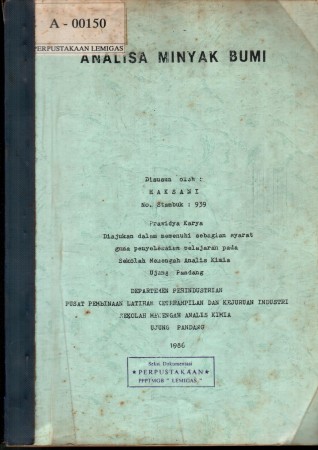 A - 00150
PERPUSTAKAAN LEMIGAS
ANALISA MINYAK BUMI
Disusun oleh :
MAKSAWI
No. Stambuk : 939
Prawidya Karya
Diajukan dalam memenuhi sebagian syarat
guna penyelesaian pelajaran pada
Sekolah Menengah Analis Kimia
Ujung Pandang
DEPARTEMEN PERINDUSTRIAN
PUSAT PEMBINAAN LATIHAN KETERAMPILAN DAN KEJURUAN INDUSTRI
SEKOLAH MENENGAH ANALIS KIMIA
UJUNG PANDANG
1986
Seksi Dokumentasi
* PERPUSTAKAAN *
PPPTMGB " LEMIGAS "